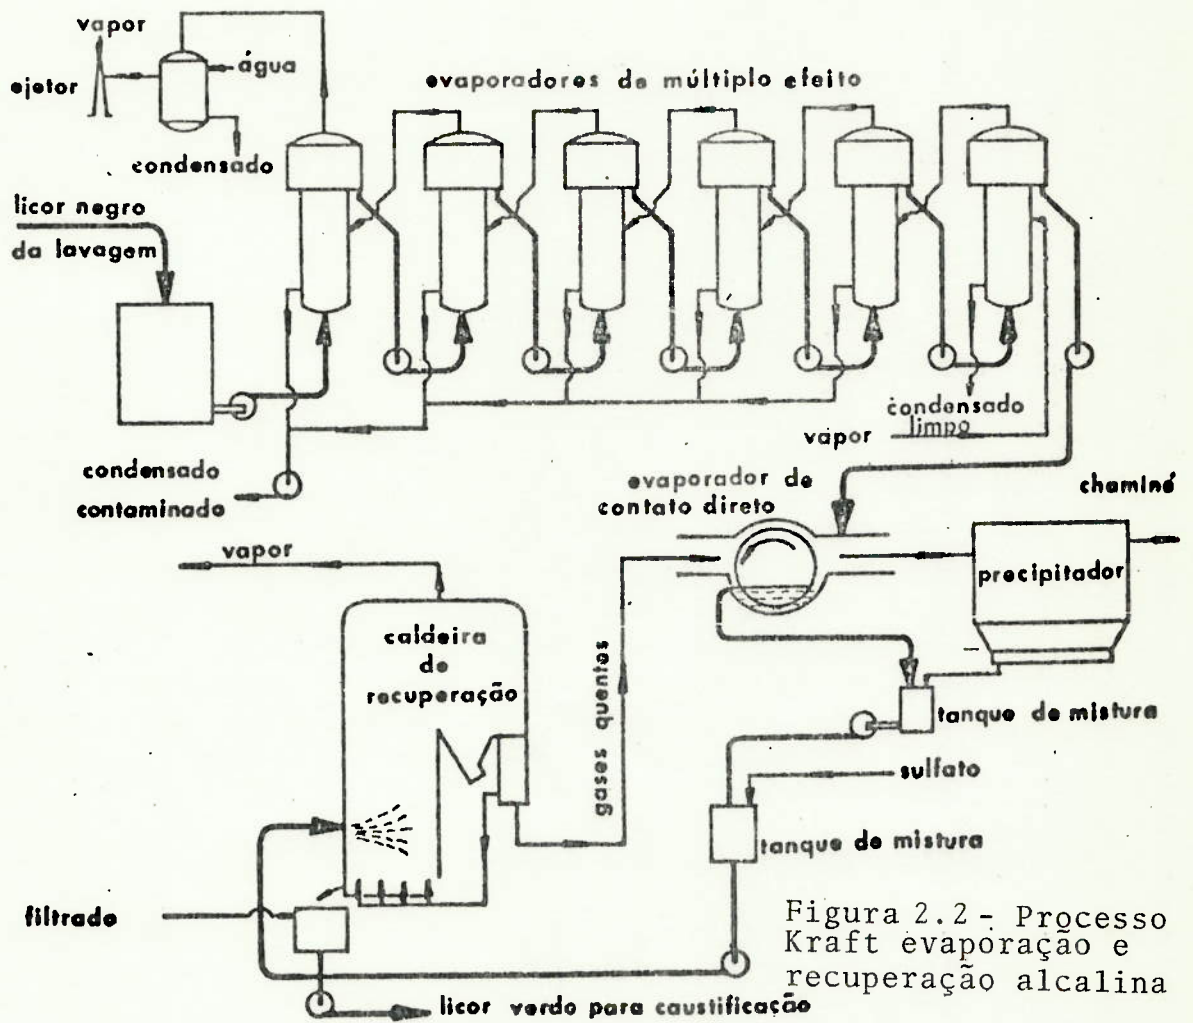 vapor
ejetor
água
condensado
evaporadores de múltiplo efeito
licor negro
da lavagem
condensado
limpo
vapor
condensado
contaminado
evaporador de
contato direto
chaminé
vapor
precipitador
caldeira
de
recuperação
gases quentes
tanque de mistura
sulfato
tanque de mistura
filtrado
licor verde para caustificação
Figura 2.2 - Processo
Kraft evaporação e
recuperação alcalina